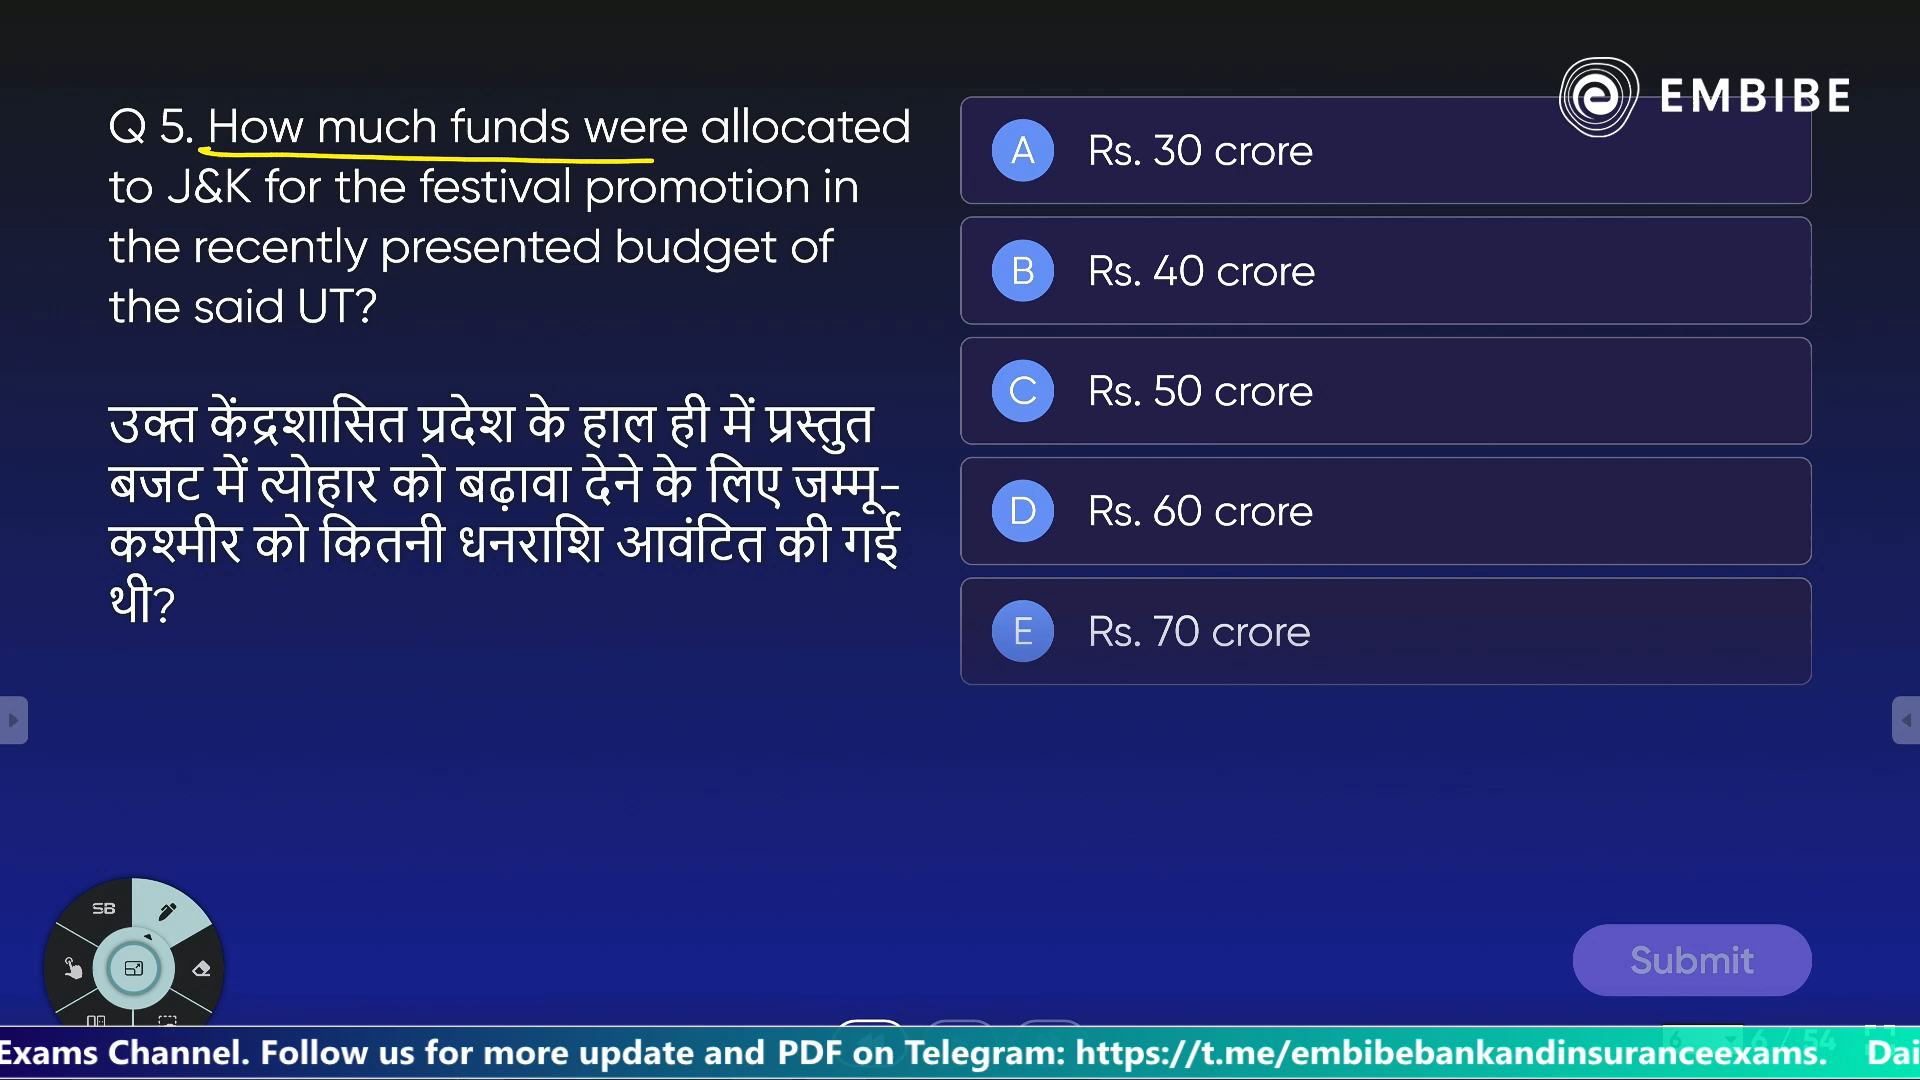 EMBIBE
Q 5. How much funds were allocated
to J&K for the festival promotion in
the recently presented budget of
the said UT?
उक्त केंद्रशासित प्रदेश के हाल ही में प्रस्तुत
बजट में त्योहार को बढ़ावा देने के लिए जम्मू-
कश्मीर को कितनी धनराशि आवंटित की गई
थी?
A Rs. 30 crore
B Rs. 40 crore
C Rs. 50 crore
D Rs. 60 crore
E Rs. 70 crore
SB
Submit
Exams Channel. Follow us for more update and PDF on Telegram: https://t.me/embibebankandinsuranceexams. Dai